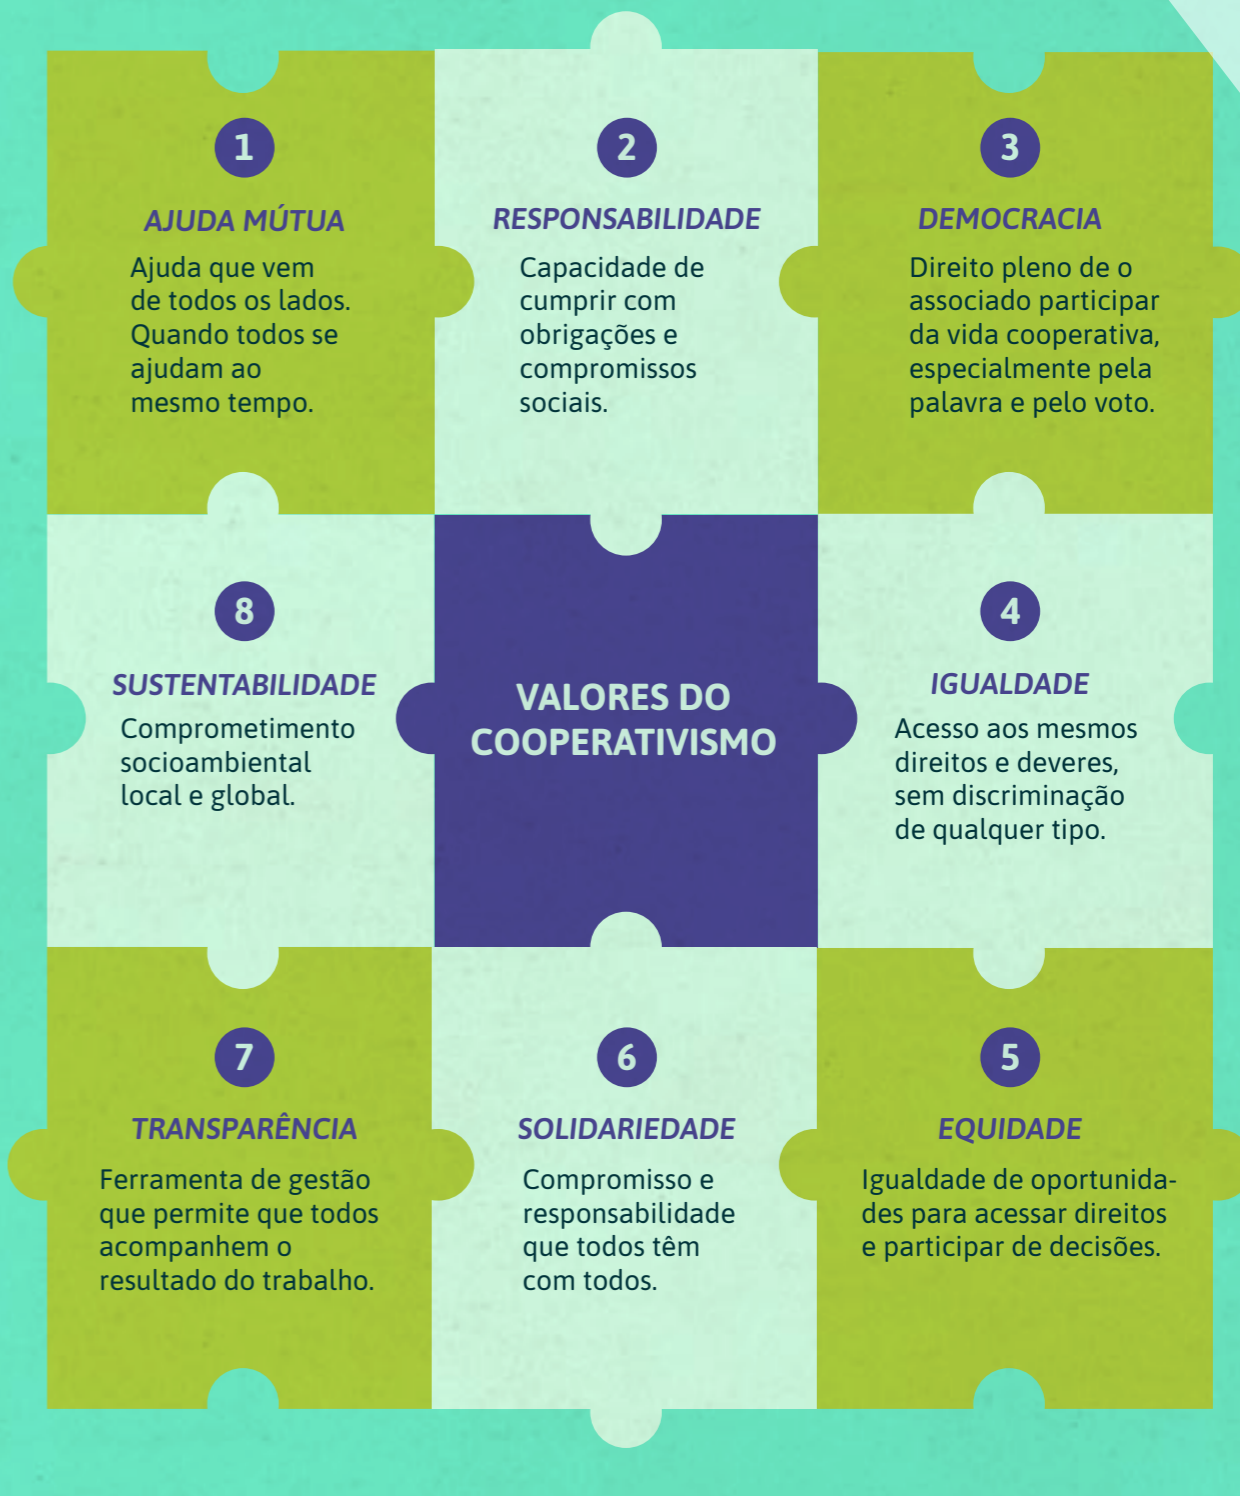 1
AJUDA MÚTUA
Ajuda que vem
de todos os lados.
Quando todos se
ajudam ao
mesmo tempo.
2
RESPONSABILIDADE
Capacidade de
cumprir com
obrigações e
compromissos
sociais.
3
DEMOCRACIA
Direito pleno de o
associado participar
da vida cooperativa,
especialmente pela
palavra e pelo voto.
8
SUSTENTABILIDADE
Comprometimento
socioambiental
local e global.
VALORES DO
COOPERATIVISMO
4
IGUALDADE
Acesso aos mesmos
direitos e deveres,
sem discriminação
de qualquer tipo.
7
TRANSPARÊNCIA
Ferramenta de gestão
que permite que todos
acompanhem o
resultado do trabalho.
6
SOLIDARIEDADE
Compromisso e
responsabilidade
que todos têm
com todos.
5
EQUIDADE
Igualdade de oportunida-
des para acessar direitos
e participar de decisões.